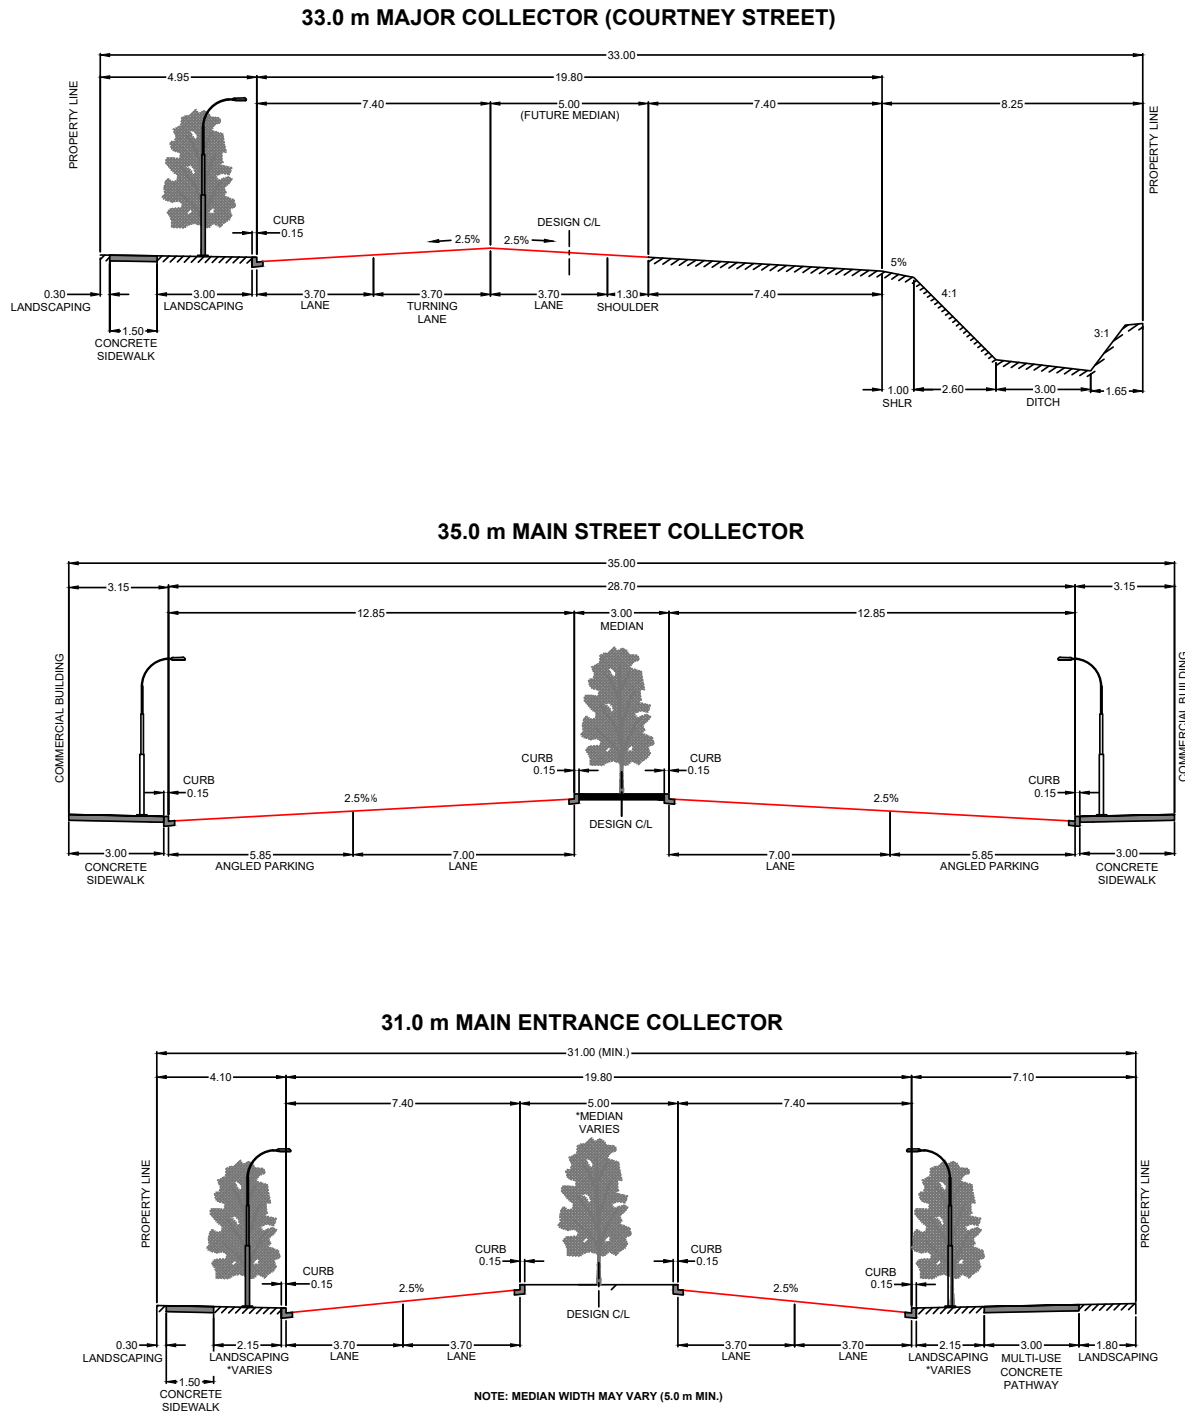 33.0 m MAJOR COLLECTOR (COURTNEY STREET)
33.00
4.95 19.80
7.40 5.00 7.40 8.25
(FUTURE MEDIAN)
PROPERTY LINE
PROPERTY LINE
CURB
0.15
DESIGN C/L
2.5% 2.5%
5%
4:1
3:1
0.30 3.00 3.70 3.70 3.70 1.30 7.40
LANDSCAPING LANDSCAPING LANE TURNING LANE SHOULDER
LANE
1.50
CONCRETE
SIDEWALK
1.00 2.60 3.00 1.65
SHLR DITCH
35.0 m MAIN STREET COLLECTOR
35.00
3.15 28.70 3.15
12.85 3.00 12.85
MEDIAN
COMMERCIAL BUILDING
COMMERCIAL BUILDING
CURB CURB
0.15 0.15
CURB CURB
0.15 0.15
2.5%% 2.5%
DESIGN C/L
3.00 5.85 7.00 7.00 5.85 3.00
CONCRETE ANGLED PARKING LANE LANE ANGLED PARKING CONCRETE
SIDEWALK SIDEWALK
31.0 m MAIN ENTRANCE COLLECTOR
31.00 (MIN.)
4.10 19.80 7.10
7.40 5.00 7.40
*MEDIAN
VARIES
PROPERTY LINE
PROPERTY LINE
CURB CURB
0.15 0.15
CURB CURB
0.15 0.15
2.5% 2.5%
DESIGN C/L
0.30 2.15 3.70 3.70 3.70 3.70 2.15 3.00 1.80
LANDSCAPING LANDSCAPING LANE LANE LANE LANE LANDSCAPING MULTI-USE LANDSCAPING
*VARIES *VARIES CONCRETE
PATHWAY
1.50
CONCRETE
SIDEWALK
NOTE: MEDIAN WIDTH MAY VARY (5.0 m MIN.)